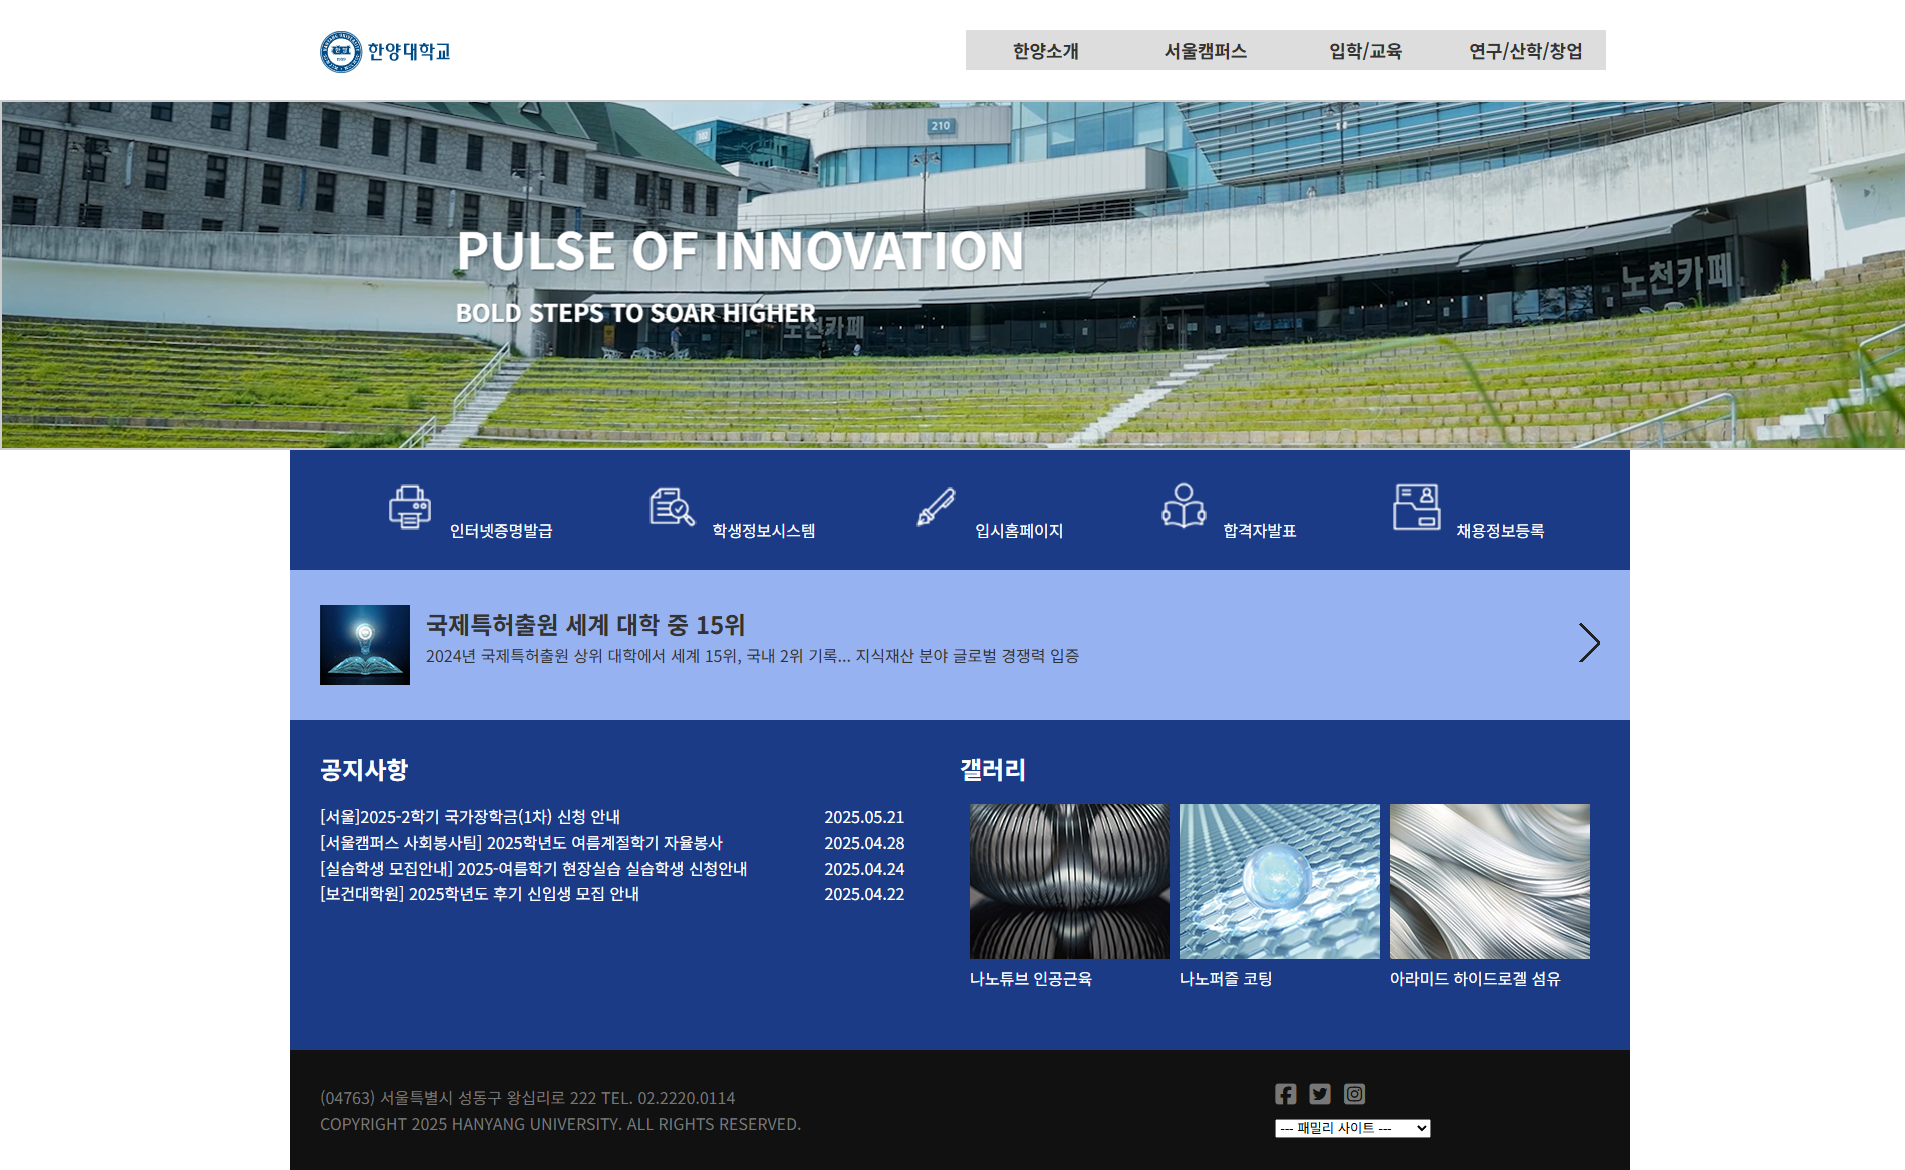 한양대학교
한양소개
서울캠퍼스
입학/교육
연구/산학/창업
102
210
PULSE OF INNOVATION
BOLD STEPS TO SOAR HIGHER
노천카페
노천카페
인터넷증명발급
학생정보시스템
입시홈페이지
합격자발표
채용정보등록
국제특허출원 세계 대학 중 15위
2024년 국제특허출원 상위 대학에서 세계 15위, 국내 2위 기록... 지식재산 분야 글로벌 경쟁력 입증
공지사항
[서울]2025-2학기 국가장학금(1차) 신청 안내 2025.05.21
[서울캠퍼스 사회봉사팀] 2025학년도 여름계절학기 자율봉사 2025.04.28
[실습학생 모집안내] 2025-여름학기 현장실습 실습학생 신청안내 2025.04.24
[보건대학원] 2025학년도 후기 신입생 모집 안내 2025.04.22
갤러리
나노튜브 인공근육
나노퍼즐 코팅
아라미드 하이드로겔 섬유
(04763) 서울특별시 성동구 왕십리로 222 TEL. 02.2220.0114
COPYRIGHT 2025 HANYANG UNIVERSITY. ALL RIGHTS RESERVED.
--- 패밀리 사이트 ---